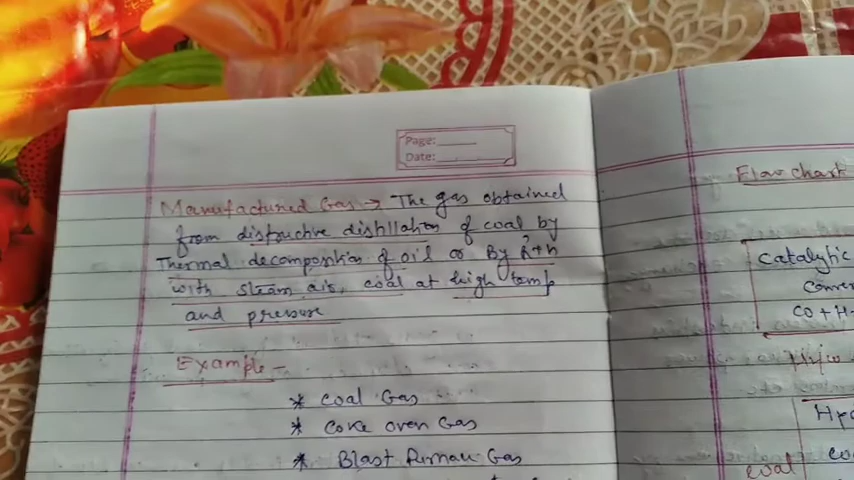 Page:
Date:
Manufactured Gas → The gas obtained
from distructive distillation of coal by
Thermal decomposition of oil or By
with steam air, coal at high temp
and pressure
Example -
* Coal Gas
* Coke oven Gas
* Blast Furnace Gas
Flow chart
Catalytic
CO + H
coal